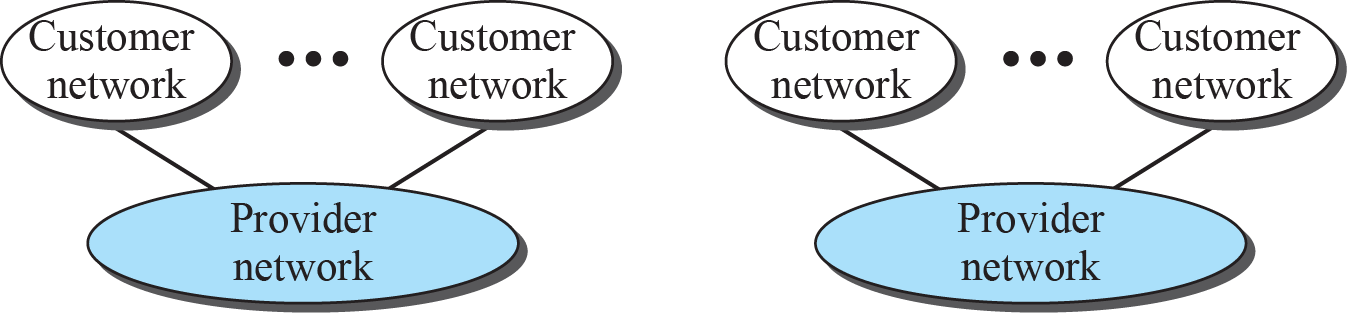 Customer
network
•••
Customer
network
Customer
network
•••
Customer
network
Provider
network
Provider
network